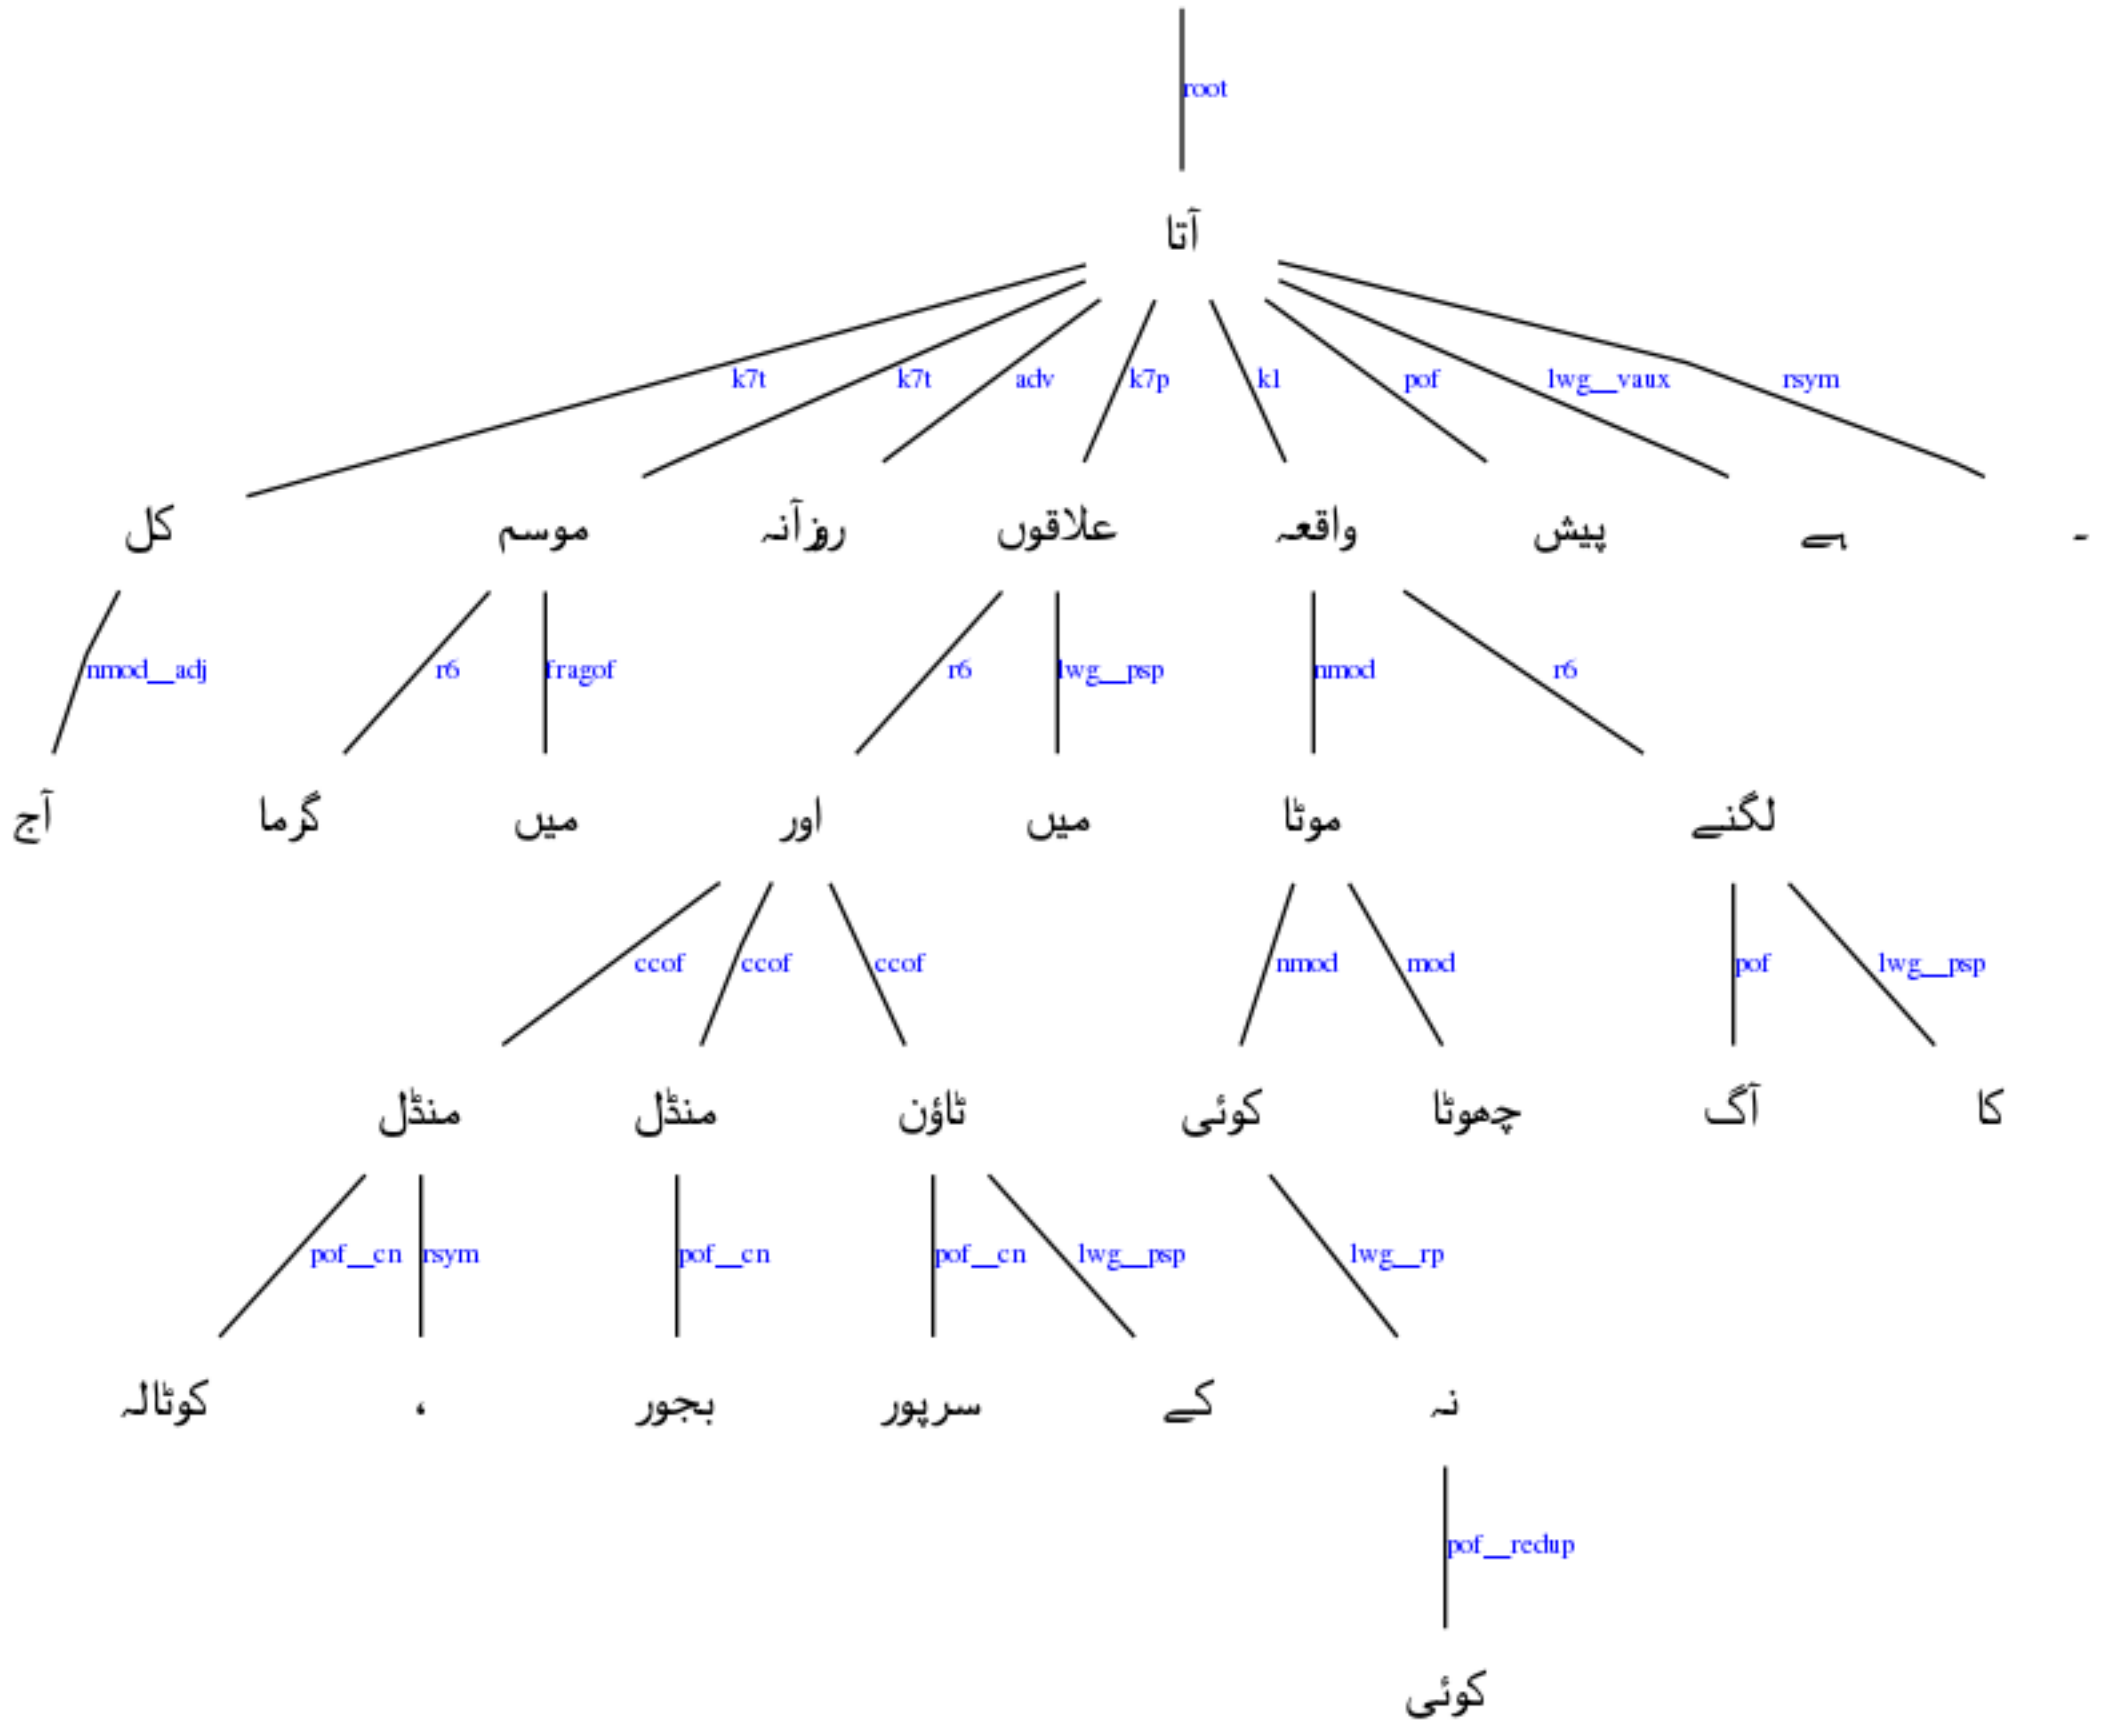 root
آتا
k7t k7t adv k7p k1 pof lwg__vaux rsym
کل موسم روزآنہ علاقوں واقعہ پیش ہے ۔
nmod__adj r6 fragof r6 lwg__psp nmod r6
آج گرما میں اور میں موٹا لگنے
ccof ccof ccof nmod mod pof lwg__psp
منڈل منڈل ٹاؤن کوئی چھوٹا آگ کا
pof__cn rsym pof__cn pof__cn lwg__psp lwg__rp
کوٹالہ ، بجور سرپور کے نہ
pof__redup
کوئی